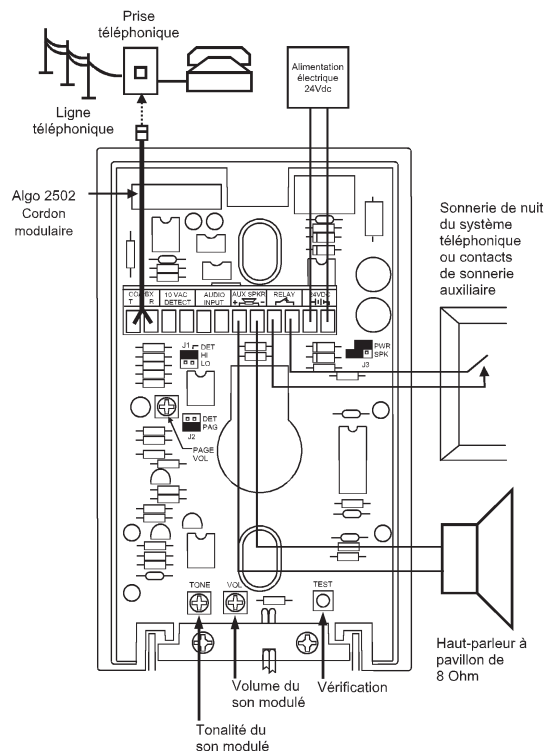 Prise
téléphonique
Alimentation
électrique
24Vdc
Ligne
téléphonique
Algo 2502
Cordon
modulaire
Sonnerie de nuit
du système
téléphonique
ou contacts
de sonnerie
auxiliaire
CO/PBX
T R
10 VAC
DETECT
AUDIO
INPUT
AUX SPKR
+ -
RELAY
24VDC
J1
DET
HI
LO
PWR
SPK
J3
DET
PAG
J2
PAGE
VOL
TONE
VOL
TEST
Haut-parleur à
pavillon de
8 Ohm
Volume du
son modulé
Vérification
Tonalité du
son modulé